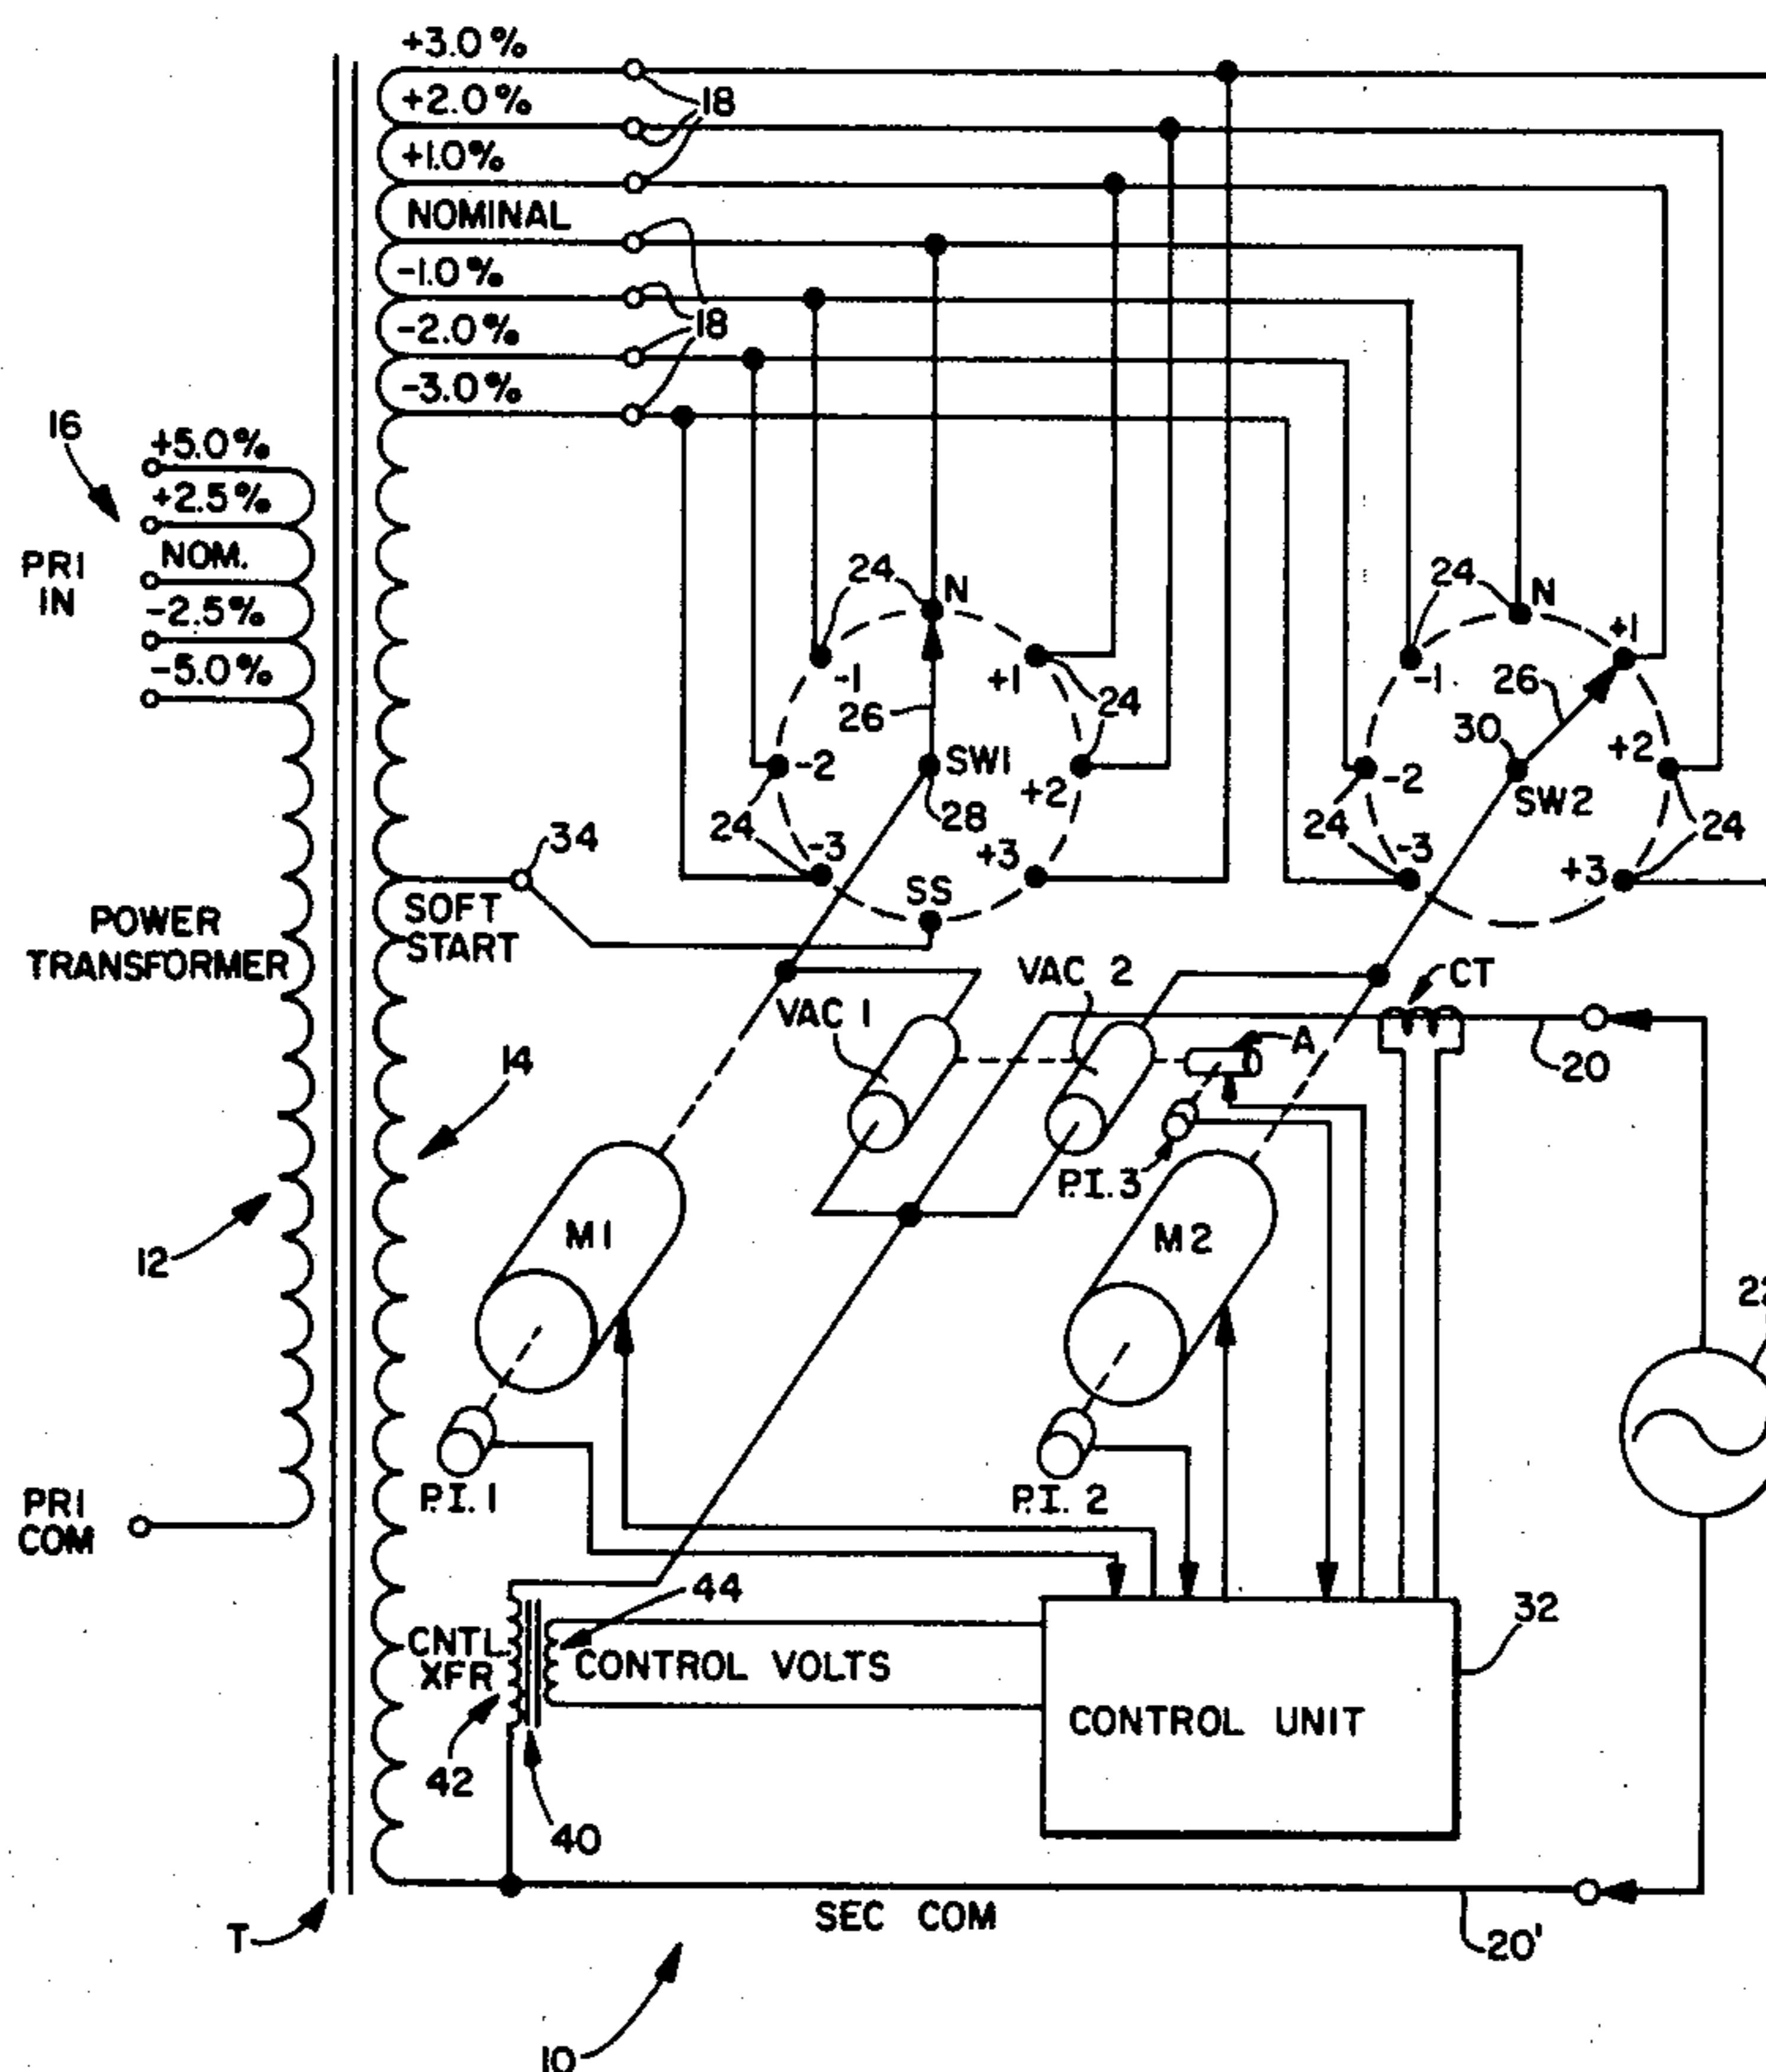 +3.0%
+2.0%
18
+1.0%
NOMINAL
-1.0%
-2.0%
18
-3.0%
16
+5.0%
+2.5%
PRI
IN
NOM.
-2.5%
-5.0%
24
N
24
N
-1
+1
-1
+1
26
24
26
-2
SW1
+2
30
-2
+2
SW2
24
28
24
24
-3
+3
-3
+3
34
SS
SOFT
START
POWER
TRANSFORMER
VAC 1
VAC 2
CT
A
20
14
P.I.3
M1
M2
12
22
P.I. 1
P.I. 2
PRI
COM
44
32
CNTL.
XFR
CONTROL VOLTS
CONTROL UNIT
42
40
SEC COM
T
20'
10